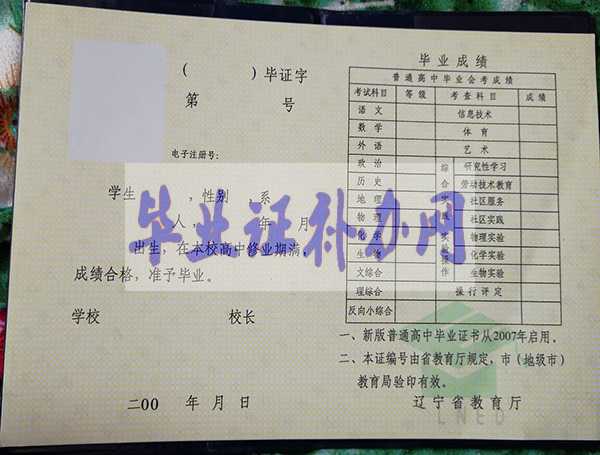 （　　　　）毕证字
第　　　　号
电子注册号：
学生　　　，性别　，系
人，　　　年　月
出生，在本校高中修业期满，
成绩合格，准予毕业。
学校　　　　校长
二00　年 月 日
毕业证补办网
毕业成绩
普通高中毕业会考成绩
考试科目 等级 考查科目 成绩
语文 信息技术
数学 体育
外语 艺术
政治 综 研究性学习
历史 合 劳动技术教育
地理 社区服务
物理 社区实践
化学 物理实验
生物 化学实验
文综合 作 生物实验
理综合 操行评定
反向小综合
一、新版普通高中毕业证书从2007年启用。
二、本证编号由省教育厅规定，市（地级市）
教育局验印有效。
辽宁省教育厅
LNED